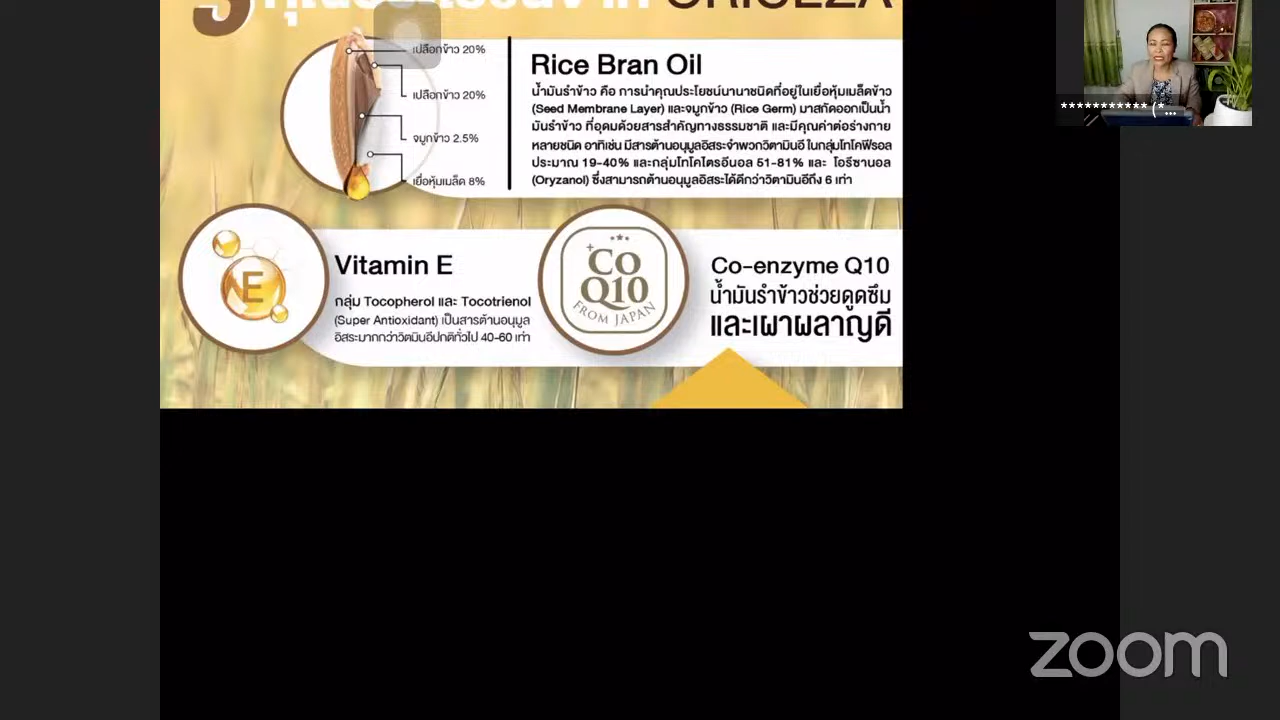 3
ORICEZA
เปลือกข้าว 20%
เปลือกข้าว 20%
จมูกข้าว 2.5%
เยื่อหุ้มเมล็ด 8%
Rice Bran Oil
น้ำมันรำข้าว คือ การนำคุณประโยชน์นานาชนิดที่อยู่ในเยื่อหุ้มเมล็ดข้าว
(Seed Membrane Layer) และจมูกข้าว (Rice Germ) มาสกัดออกเป็นน้ำ
มันรำข้าว ที่อุดมด้วยสารสำคัญทางธรรมชาติ และมีคุณค่าต่อร่างกาย
หลายชนิด อาทิเช่น มีสารต้านอนุมูลอิสระจำพวกวิตามินอี ในกลุ่มโทโคฟีรอล
ประมาณ 19-40% และกลุ่มโทโคไตรอีนอล 51-81% และ โอรีซานอล
(Oryzanol) ซึ่งสามารถต้านอนุมูลอิสระได้ดีกว่าวิตามินอีถึง 6 เท่า
E
Vitamin E
กลุ่ม Tocopherol และ Tocotrienol
(Super Antioxidant) เป็นสารต้านอนุมูล
อิสระมากกว่าวิตมินอีปกติทั่วไป 40-60 เท่า
Co
Q10
FROM JAPAN
Co-enzyme Q10
น้ำมันรำข้าวช่วยดูดซึม
และเผาผลาญดี
*********** (*...
zoom